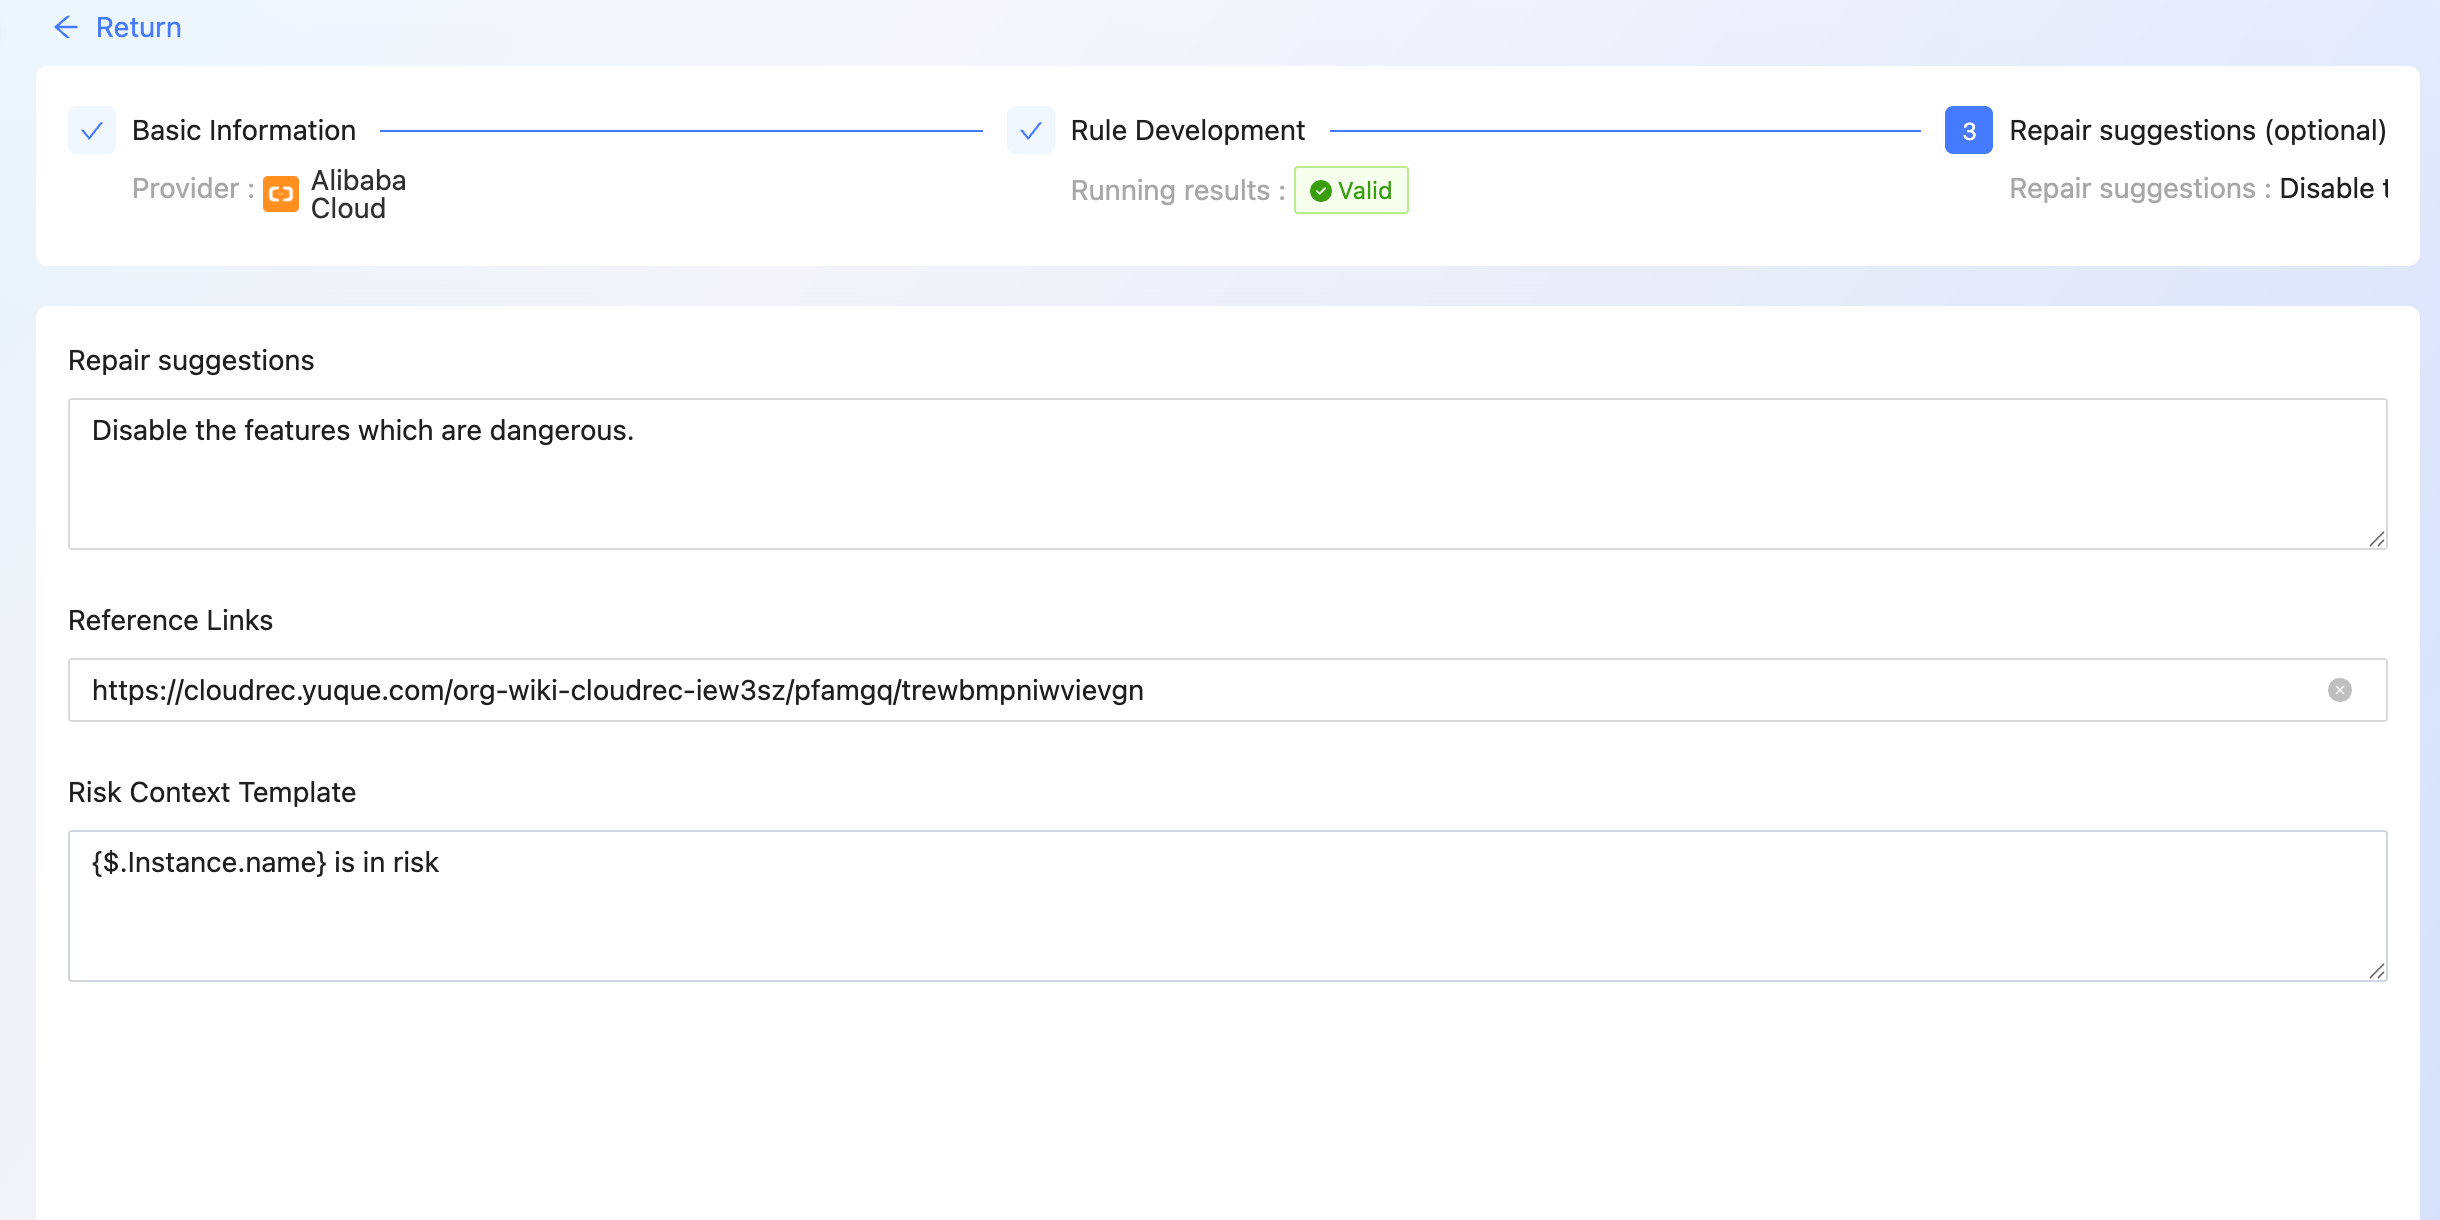 Return
Basic Information
Rule Development
3 Repair suggestions (optional)
Provider : Alibaba Cloud
Running results : Valid
Repair suggestions : Disable t
Repair suggestions
Disable the features which are dangerous.
Reference Links
https://cloudrec.yuque.com/org-wiki-cloudrec-iew3sz/pfamgq/trewbmpniwvievgn
Risk Context Template
{$.Instance.name} is in risk